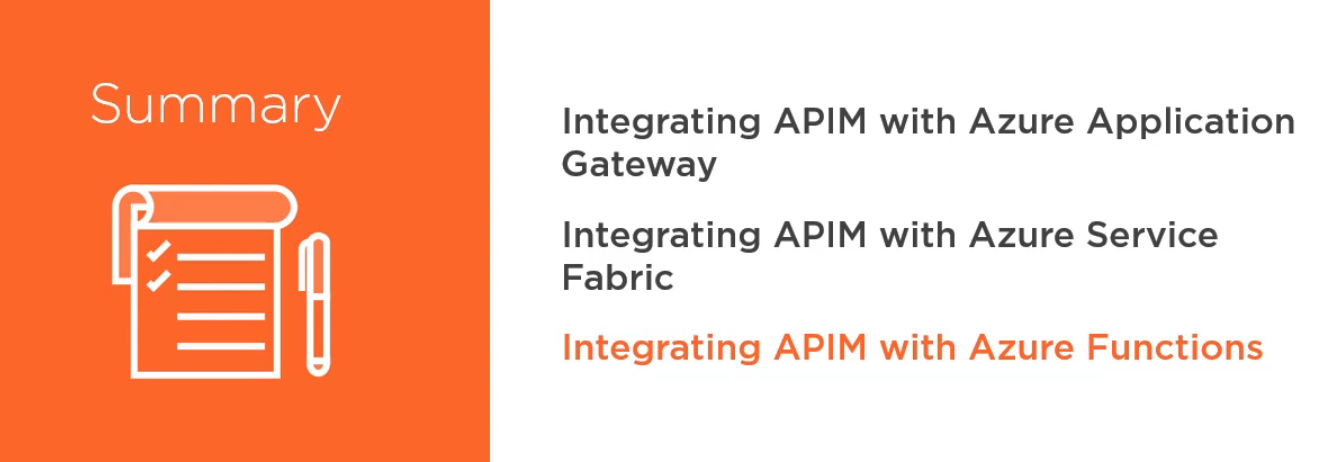 Summary
Integrating APIM with Azure Application
Gateway
Integrating APIM with Azure Service
Fabric
Integrating APIM with Azure Functions